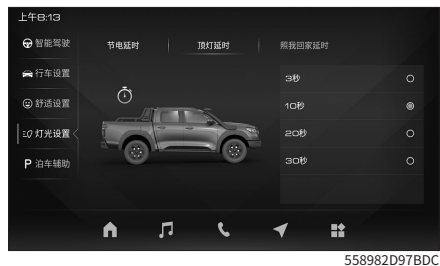 上午8:13
智能驾驶
行车设置
舒适设置
灯光设置
P 泊车辅助
节电延时
顶灯延时
照我回家延时
3秒
10秒
20秒
30秒
558982D97BDC